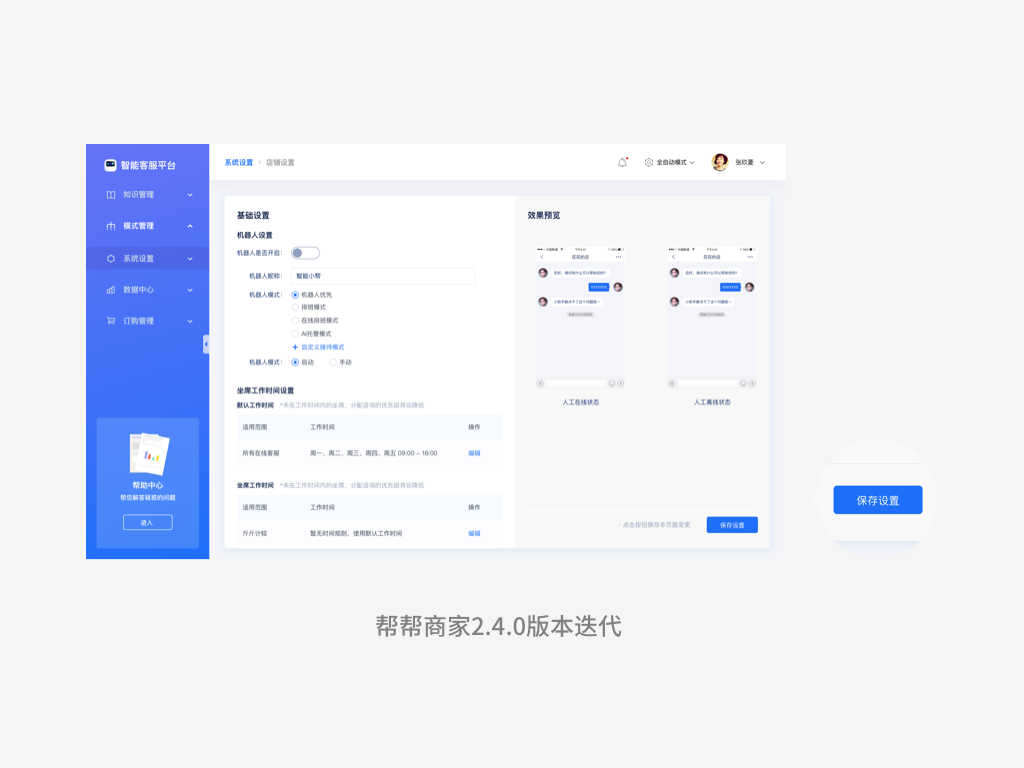 智能客服平台
知识管理
模式管理
系统设置
数据中心
订购管理
帮助中心
帮您解答疑惑的问题
进入
系统设置 店铺设置
全自动模式
张玖菱
基础设置
机器人设置
机器人是否开启:
机器人昵称: 智能小帮
机器人模式: 机器人优先
排班模式
在线排班模式
AI托管模式
+ 自定义接待模式
机器人模式: 自动 手动
坐席工作时间设置
默认工作时间 *未在工作时间内的坐席，分配咨询的优先级将会降低
适用范围 工作时间 操作
所有在线客服 周一、周二、周三、周四、周五 09:00 ~ 18:00 编辑
坐席工作时间 *未在工作时间内的坐席，分配咨询的优先级将会降低
适用范围 工作时间 操作
斤斤计较 暂无时间规则，使用默认工作时间 编辑
效果预览
花花的店
花花的店
人工在线状态
人工离线状态
点击按钮保存本页面变更
保存设置
保存设置
帮帮商家2.4.0版本迭代